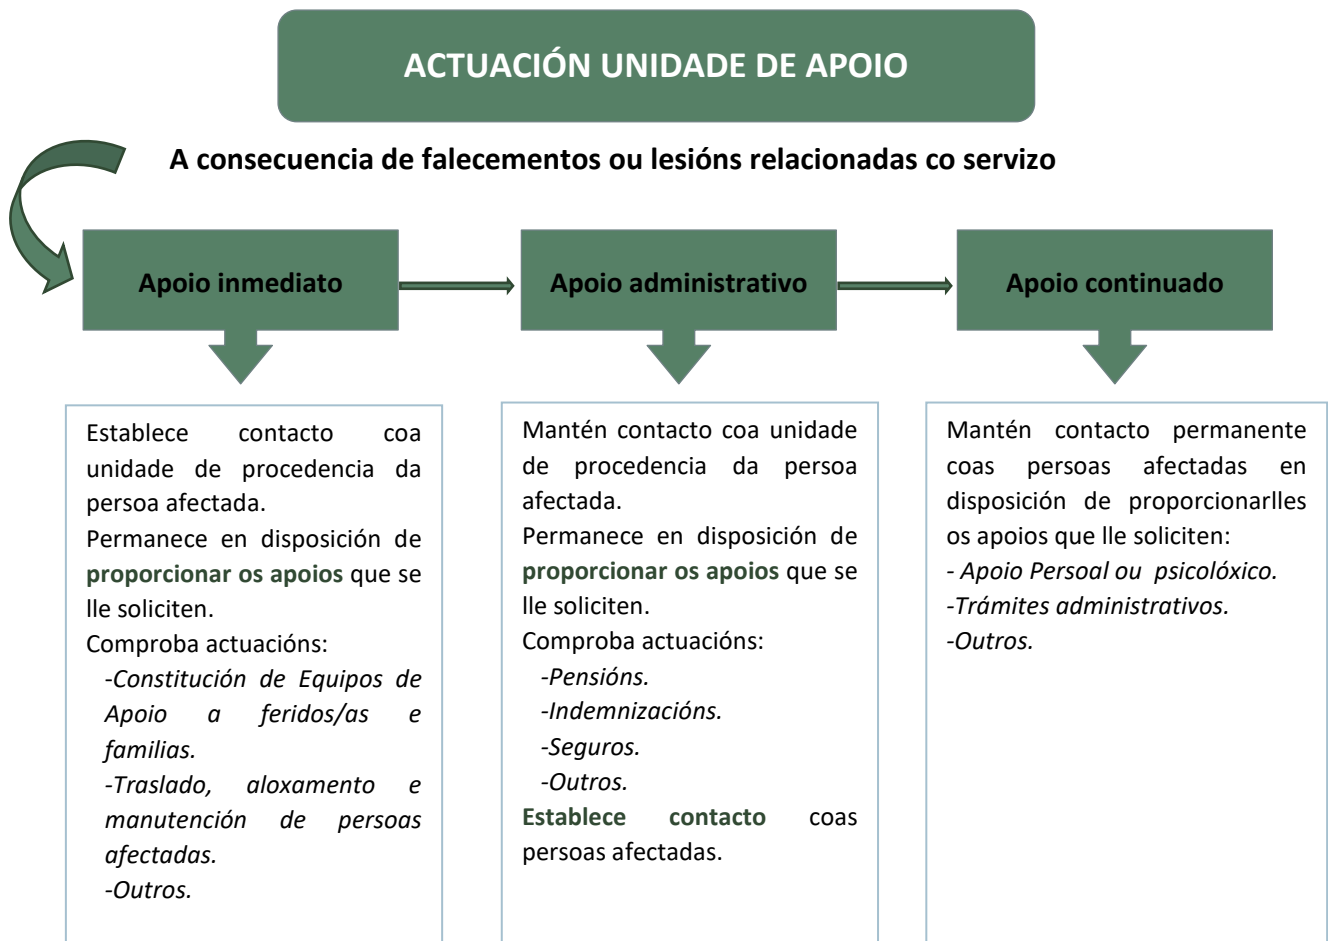 ACTUACIÓN UNIDADE DE APOIO
A consecuencia de falecementos ou lesións relacionadas co servizo
Apoio inmediato
Apoio administrativo
Apoio continuado
Establece contacto coa
unidade de procedencia da
persoa afectada.
Permanece en disposición de
proporcionar os apoios que se
lle soliciten.
Comproba actuacións:
-Constitución de Equipos de
Apoio a feridos/as e
familias.
-Traslado, aloxamento e
manutención de persoas
afectadas.
-Outros.
Mantén contacto coa unidade
de procedencia da persoa
afectada.
Permanece en disposición de
proporcionar os apoios que se
lle soliciten.
Comproba actuacións:
-Pensións.
-Indemnizacións.
-Seguros.
-Outros.
Establece contacto coas
persoas afectadas.
Mantén contacto permanente
coas persoas afectadas en
disposición de proporcionarlles
os apoios que lle soliciten:
- Apoio Persoal ou psicolóxico.
-Trámites administrativos.
-Outros.